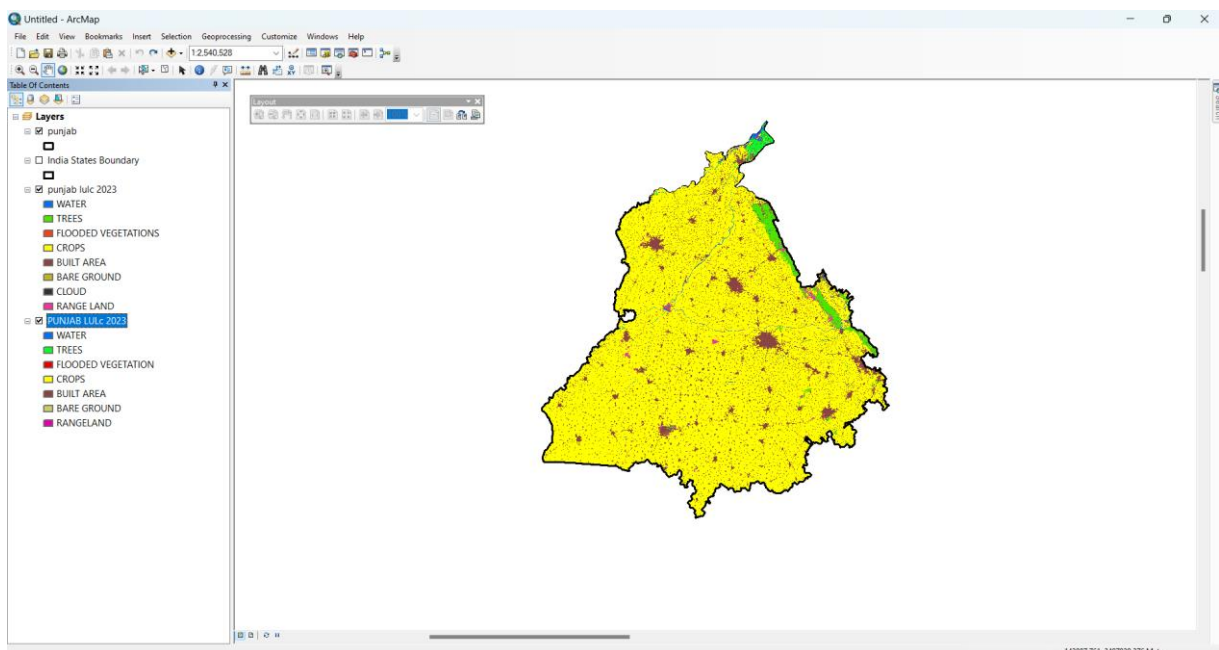 Untitled - ArcMap
File Edit View Bookmarks Insert Selection Geoprocessing Customize Windows Help
1:2,540,528
Table Of Contents
Layout
Layers
punjab
India States Boundary
punjab lulc 2023
WATER
TREES
FLOODED VEGETATIONS
CROPS
BUILT AREA
BARE GROUND
CLOUD
RANGE LAND
PUNJAB LULc 2023
WATER
TREES
FLOODED VEGETATION
CROPS
BUILT AREA
BARE GROUND
RANGELAND